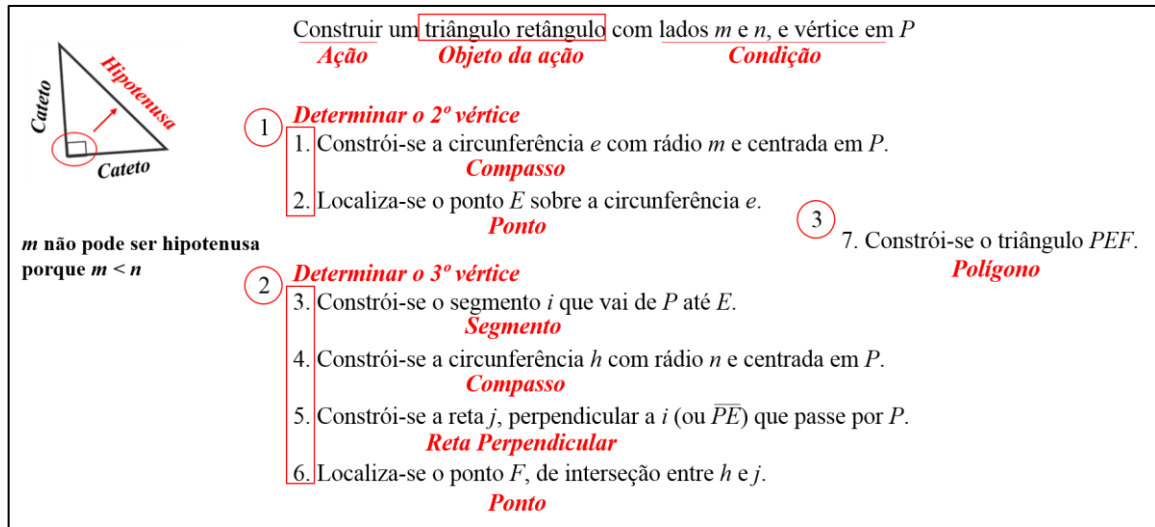 Construir um triângulo retângulo com lados m e n, e vértice em P
Ação Objeto da ação Condição
Cateto
Hipotenusa
Cateto
m não pode ser hipotenusa
porque m < n
1
Determinar o 2º vértice
1. Constrói-se a circunferência e com rádio m e centrada em P.
Compasso
2. Localiza-se o ponto E sobre a circunferência e.
Ponto
2
Determinar o 3º vértice
3. Constrói-se o segmento i que vai de P até E.
Segmento
4. Constrói-se a circunferência h com rádio n e centrada em P.
Compasso
5. Constrói-se a reta j, perpendicular a i (ou P̅E̅) que passe por P.
Reta Perpendicular
6. Localiza-se o ponto F, de interseção entre h e j.
Ponto
3
7. Constrói-se o triângulo PEF.
Polígono